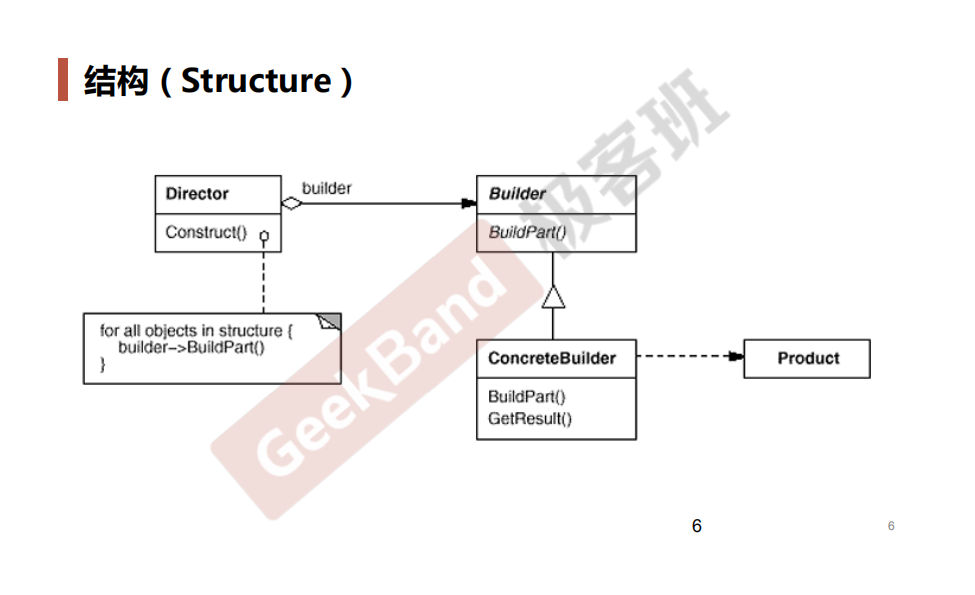 结构（Structure）
极客班
Director
builder
Builder
Construct()
BuildPart()
for all objects in structure {
builder->BuildPart()
}
GeekBand
ConcreteBuilder
Product
BuildPart()
GetResult()
6
6